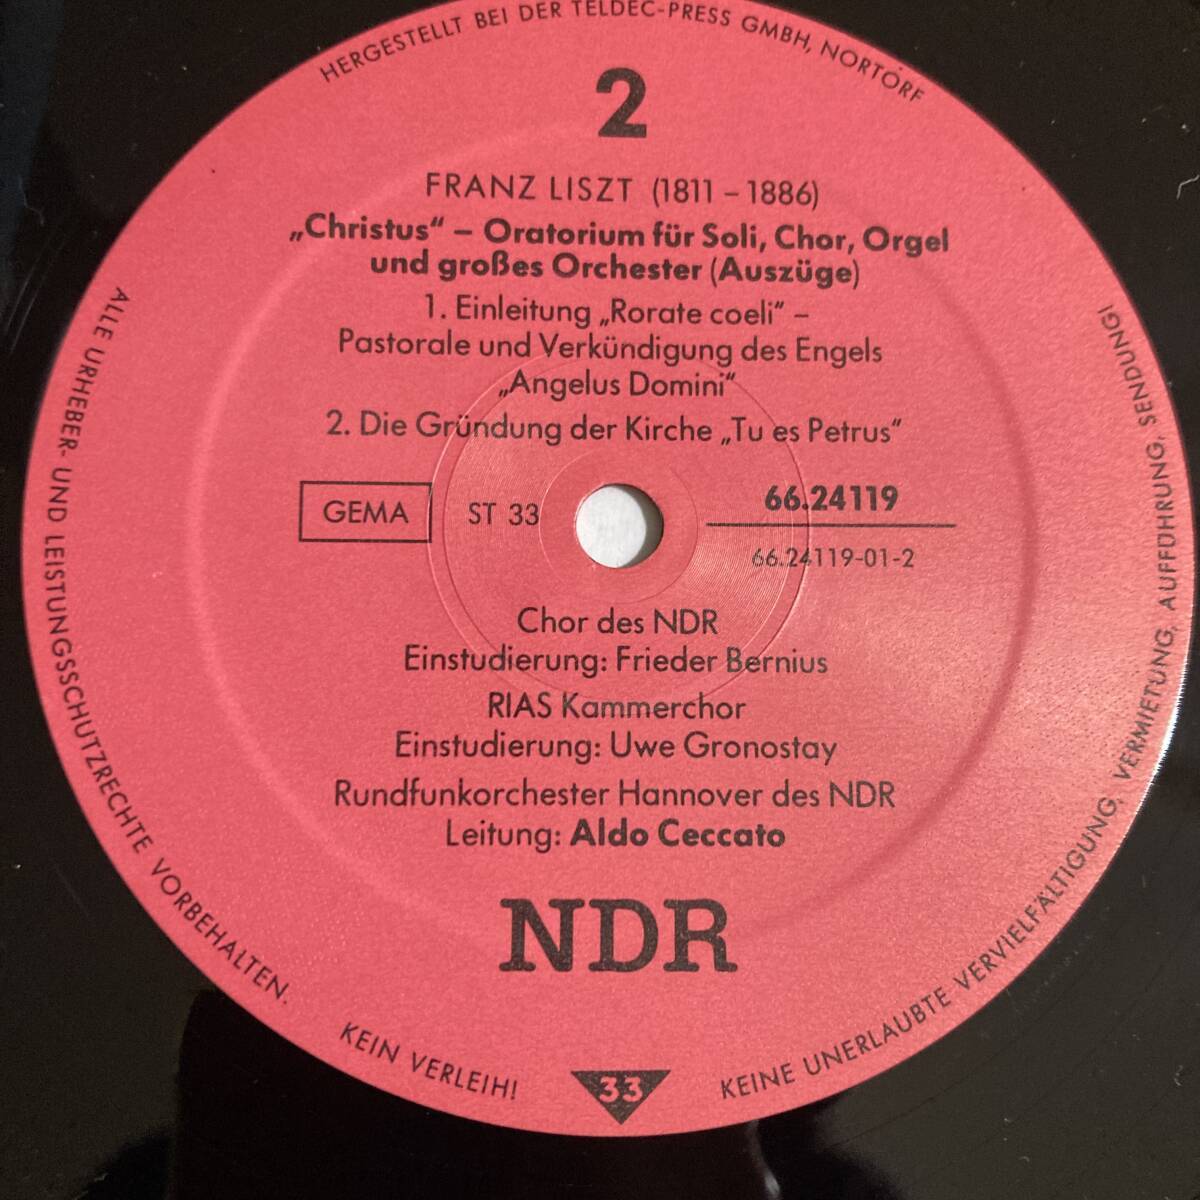 HERGESTELLT BEI DER TELDEC-PRESS GMBH, NORTORF
2
FRANZ LISZT (1811 – 1886)
„Christus“ – Oratorium für Soli, Chor, Orgel
und großes Orchester (Auszüge)
1. Einleitung „Rorate coeli“ –
Pastorale und Verkündigung des Engels
„Angelus Domini“
2. Die Gründung der Kirche „Tu es Petrus“
GEMA
ST 33
66.24119
66.24119-01-2
Chor des NDR
Einstudierung: Frieder Bernius
RIAS Kammerchor
Einstudierung: Uwe Gronostay
Rundfunkorchester Hannover des NDR
Leitung: Aldo Ceccato
NDR
33
ALLE URHEBER- UND LEISTUNGSSCHUTZRECHTE VORBEHALTEN.
KEIN VERLEIH!
KEINE UNERLAUBTE VERVIELFÄLTIGUNG, VERMIETUNG, AUFFÜHRUNG, SENDUNG!